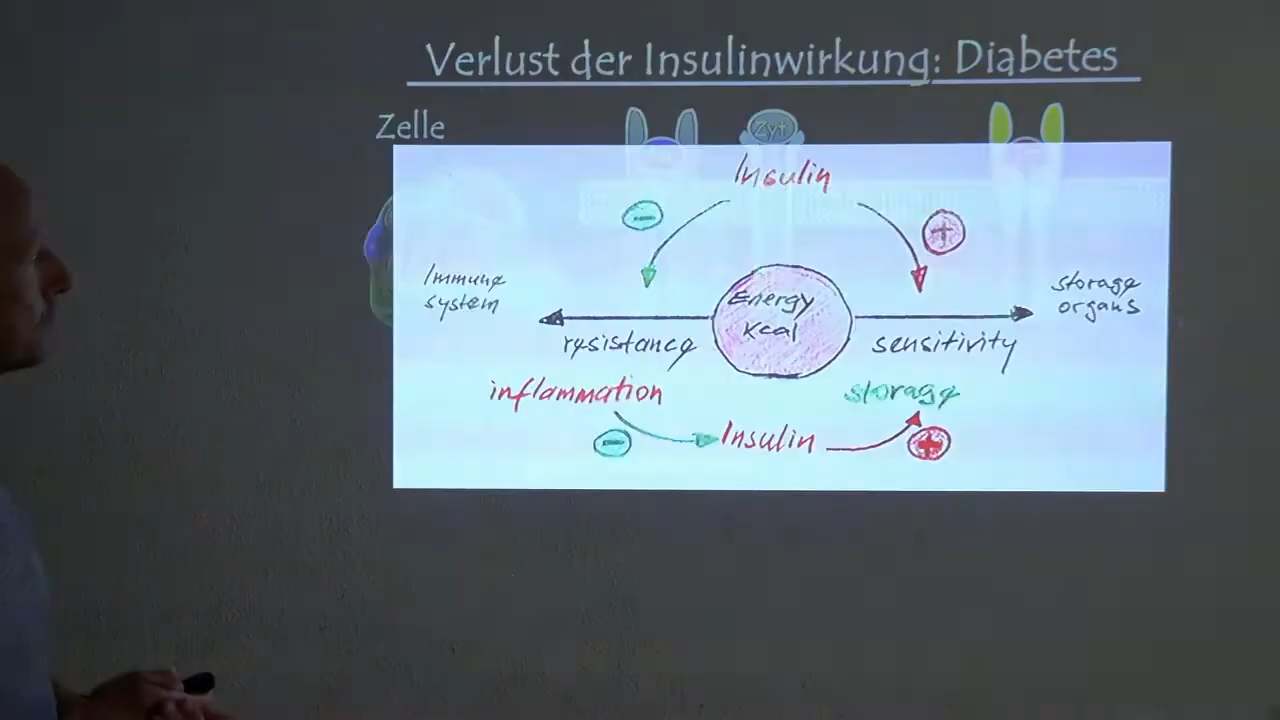 Verlust der Insulinwirkung: Diabetes
Zelle
Zyt
Insulin
−
+
Immune
system
Energy
Kcal
storage
organs
resistance
sensitivity
inflammation
storage
−
Insulin
+